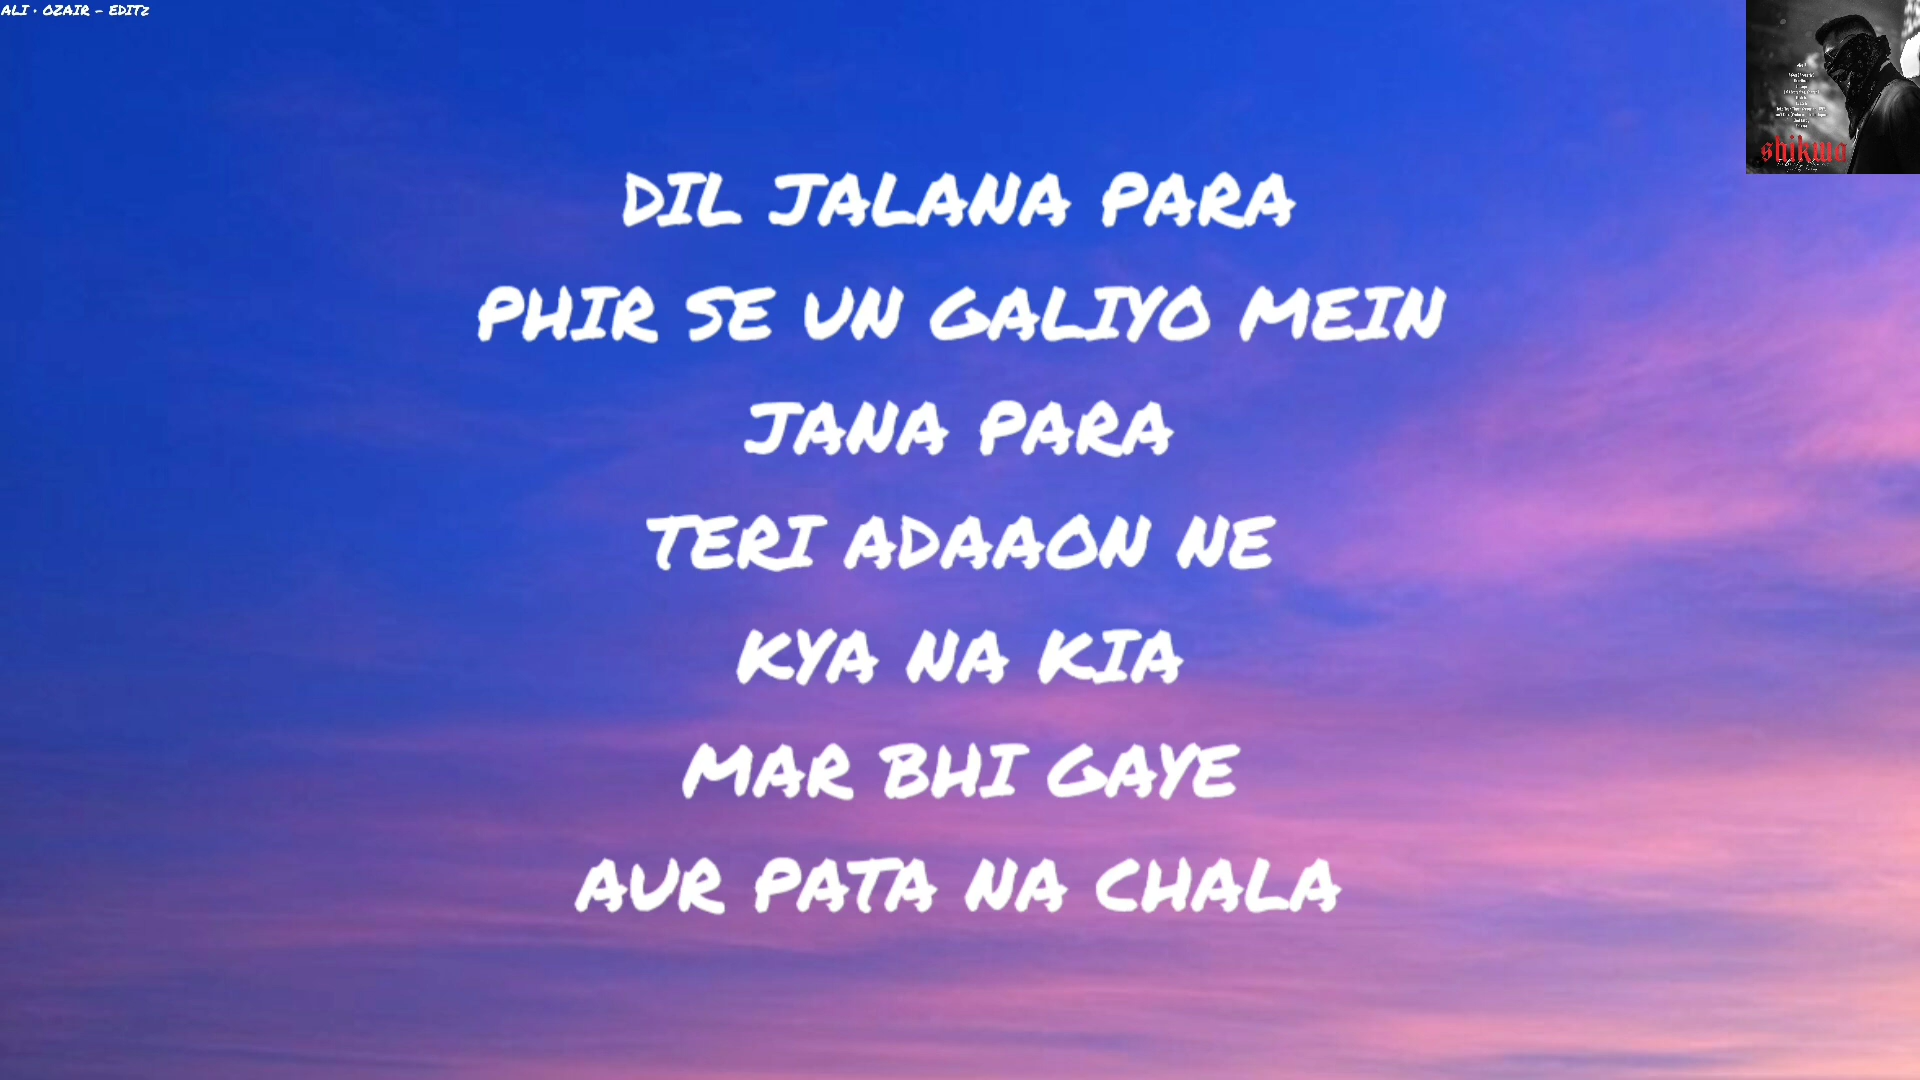 ALI · OZAIR - EDITZ
shikwa
DIL JALANA PARA
PHIR SE UN GALIYO MEIN
JANA PARA
TERI ADAAON NE
KYA NA KIA
MAR BHI GAYE
AUR PATA NA CHALA